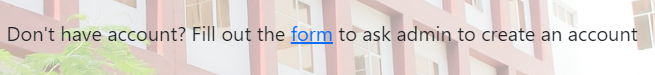 Don't have account? Fill out the form to ask admin to create an account